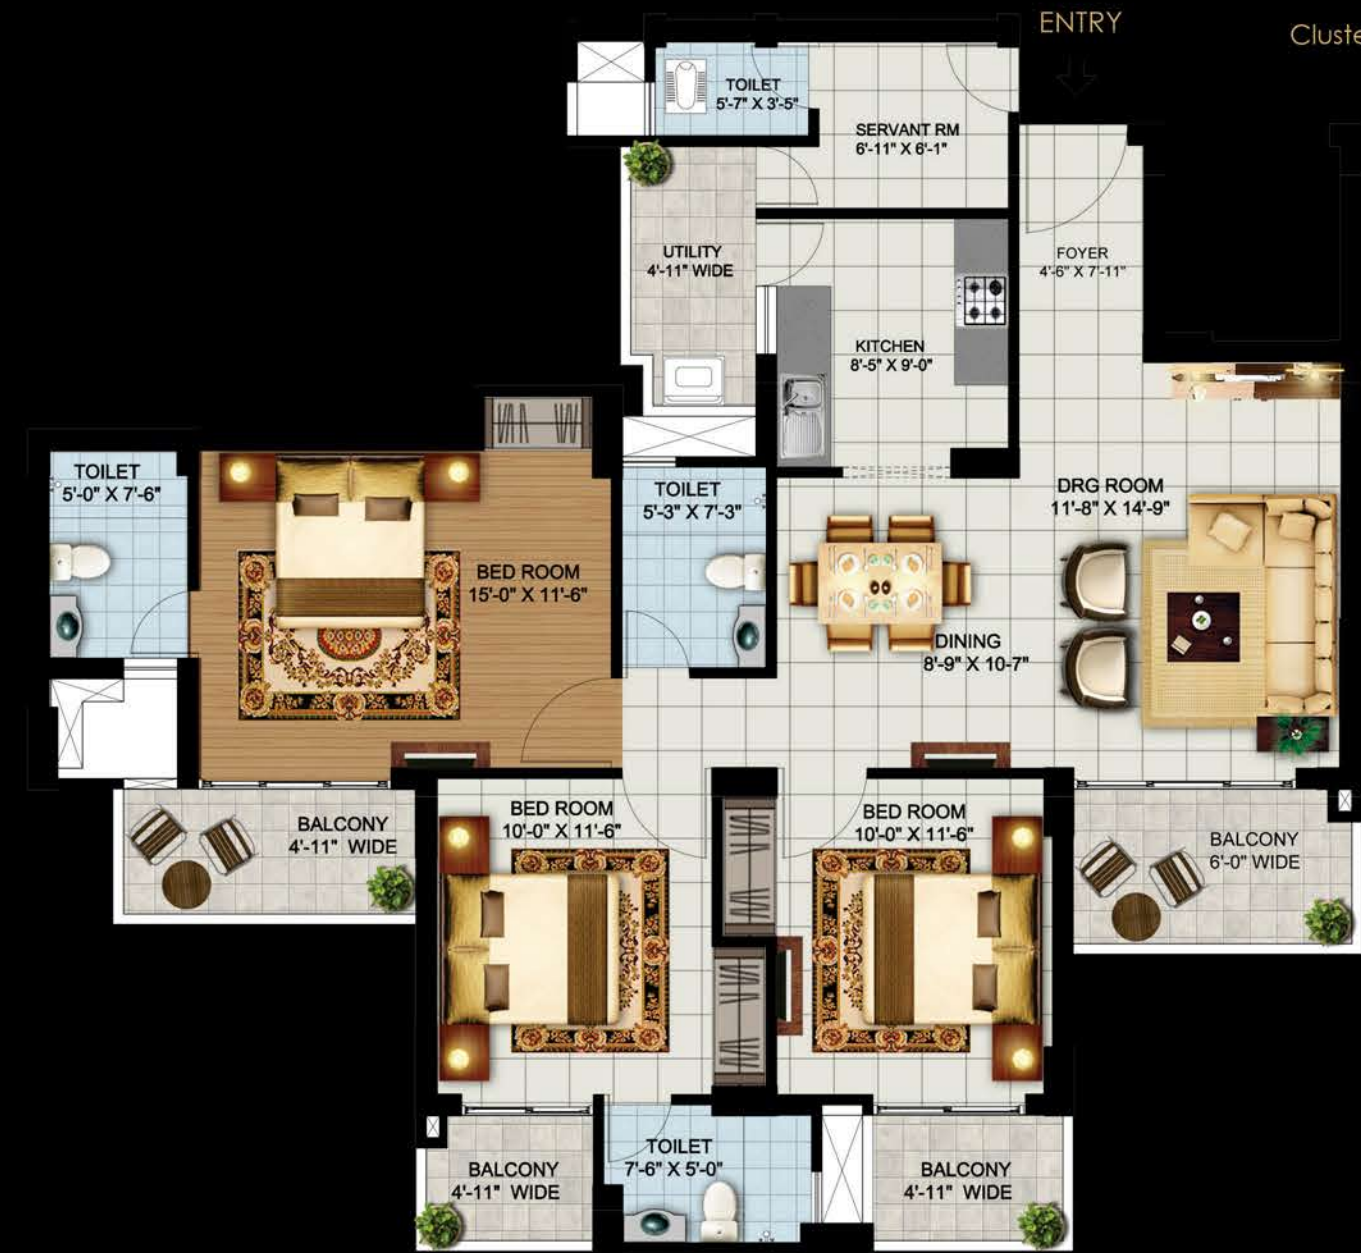 ENTRY
Cluste
TOILET
5'-7" X 3'-5"
SERVANT RM
6'-11" X 6'-1"
UTILITY
4'-11" WIDE
FOYER
4'-6" X 7'-11"
KITCHEN
8'-5" X 9'-0"
TOILET
5'-0" X 7'-6"
TOILET
5'-3" X 7'-3"
DRG ROOM
11'-8" X 14'-9"
BED ROOM
15'-0" X 11'-6"
DINING
8'-9" X 10-7"
BED ROOM
10'-0" X 11'-6"
BED ROOM
10'-0" X 11'-6"
BALCONY
4'-11" WIDE
BALCONY
6'-0" WIDE
TOILET
7'-6" X 5'-0"
BALCONY
4'-11" WIDE
BALCONY
4'-11" WIDE